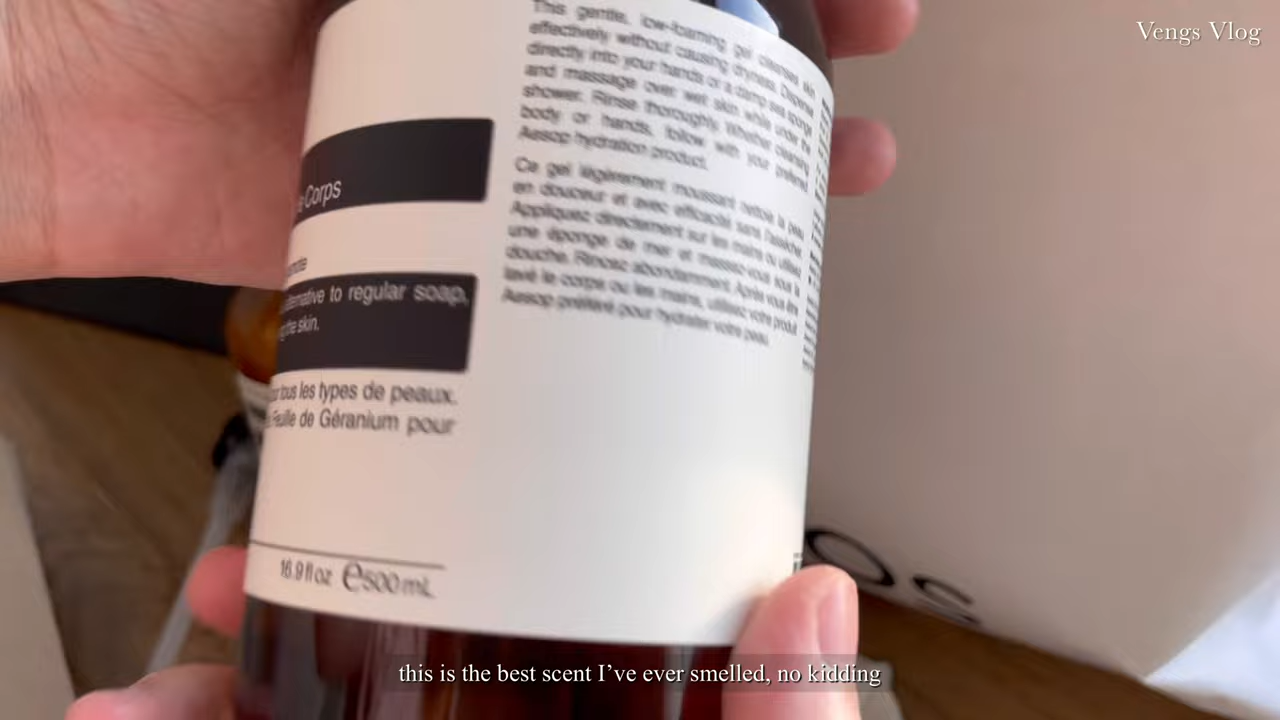 Vengs Vlog
This gentle, low-foaming gel cleanses skin
effectively without causing dryness. Dispense
directly into your hands or a damp sea sponge
and massage over wet skin while under the
shower. Rinse thoroughly. Whether cleansing
body or hands, follow with your preferred
Aesop hydration product.
Ce gel légèrement moussant nettoie la peau
en douceur et avec efficacité sans l'assécher.
Appliquez directement sur les mains ou utilisez
une éponge de mer et massez-vous sous la
douche. Rincez abondamment. Après vous être
lavé le corps ou les mains, utilisez votre produit
Aesop préféré pour hydrater votre peau.
Corps
to regular soap,
the skin.
tous les types de peaux.
Feuille de Géranium pour
16.9 fl oz ℮500 mL
os
this is the best scent I've ever smelled, no kidding